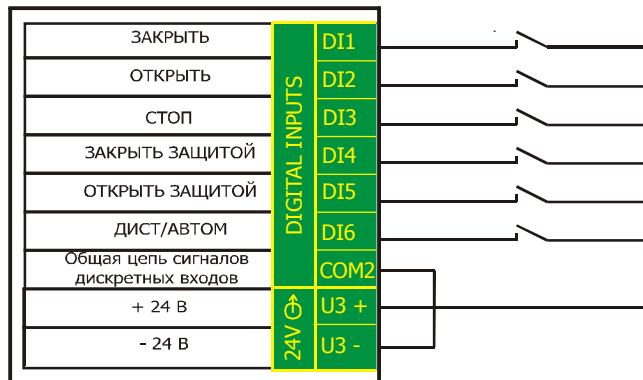 ЗАКРЫТЬ DI1
ОТКРЫТЬ DI2
СТОП DI3
ЗАКРЫТЬ ЗАЩИТОЙ DI4
ОТКРЫТЬ ЗАЩИТОЙ DI5
ДИСТ/АВТОМ DI6
DIGITAL INPUTS
Общая цепь сигналов
дискретных входов COM2
+ 24 В U3 +
- 24 В U3 -
24V